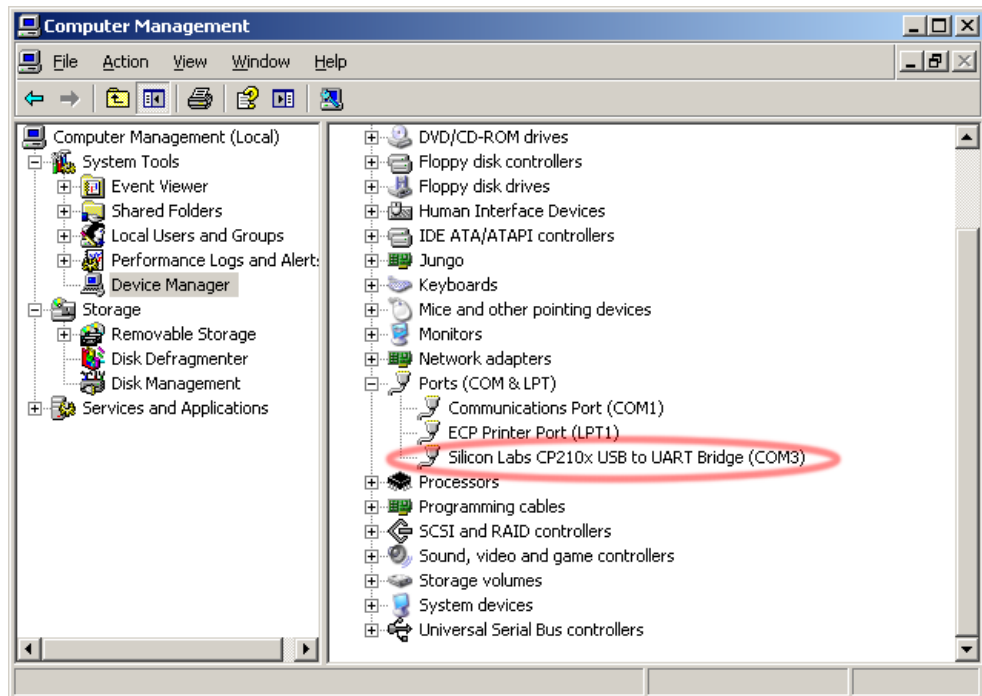 Computer Management
File Action View Window Help
Computer Management (Local)
System Tools
Event Viewer
Shared Folders
Local Users and Groups
Performance Logs and Alert
Device Manager
Storage
Removable Storage
Disk Defragmenter
Disk Management
Services and Applications
DVD/CD-ROM drives
Floppy disk controllers
Floppy disk drives
Human Interface Devices
IDE ATA/ATAPI controllers
Jungo
Keyboards
Mice and other pointing devices
Monitors
Network adapters
Ports (COM & LPT)
Communications Port (COM1)
ECP Printer Port (LPT1)
Silicon Labs CP210x USB to UART Bridge (COM3)
Processors
Programming cables
SCSI and RAID controllers
Sound, video and game controllers
Storage volumes
System devices
Universal Serial Bus controllers